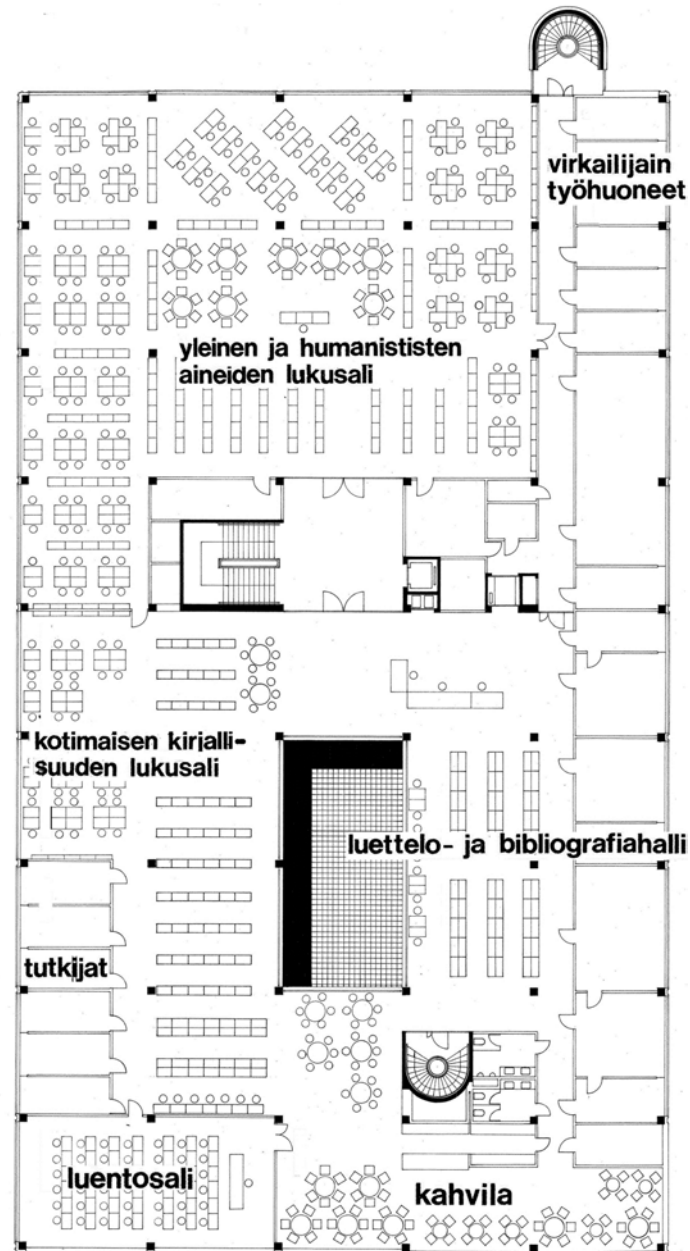 virkailijain
työhuoneet
yleinen ja humanististen
aineiden lukusali
kotimaisen kirjalli-
suuden lukusali
luettelo- ja bibliografiahalli
tutkijat
luentosali
kahvila